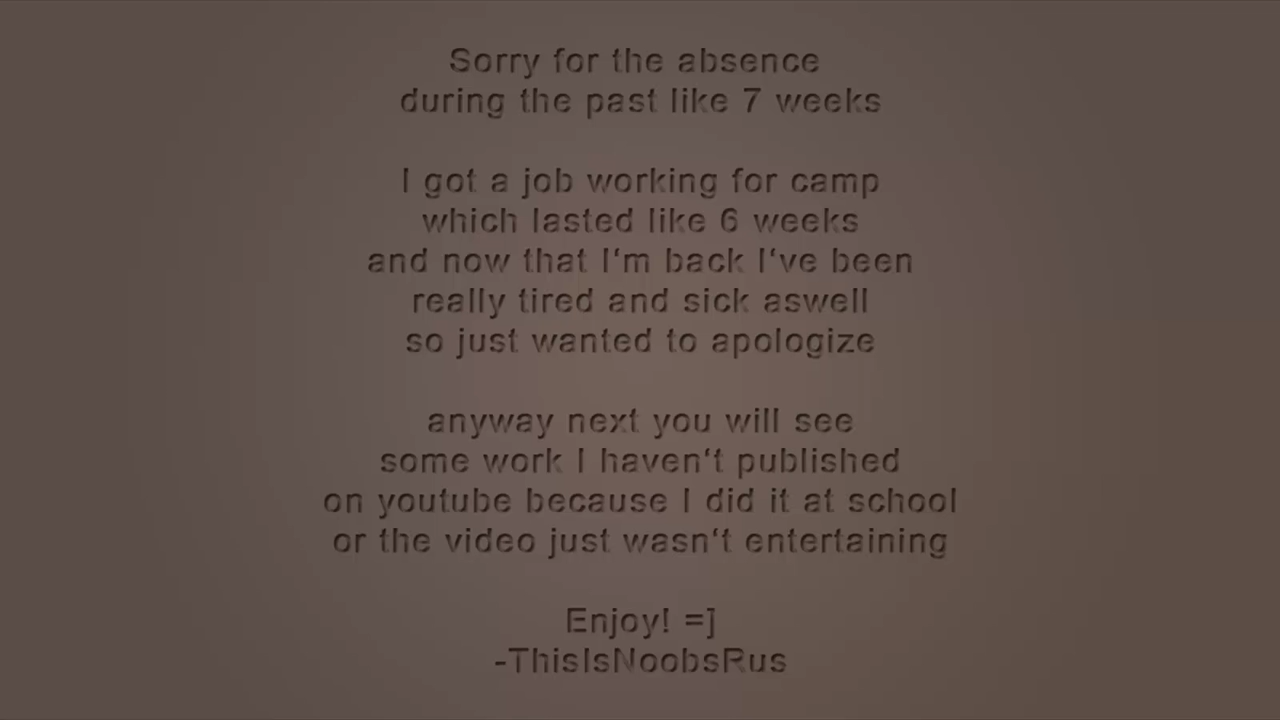 Sorry for the absence
during the past like 7 weeks
I got a job working for camp
which lasted like 6 weeks
and now that I‘m back I‘ve been
really tired and sick aswell
so just wanted to apologize
anyway next you will see
some work I haven‘t published
on youtube because I did it at school
or the video just wasn‘t entertaining
Enjoy! =]
-ThisIsNoobsRus